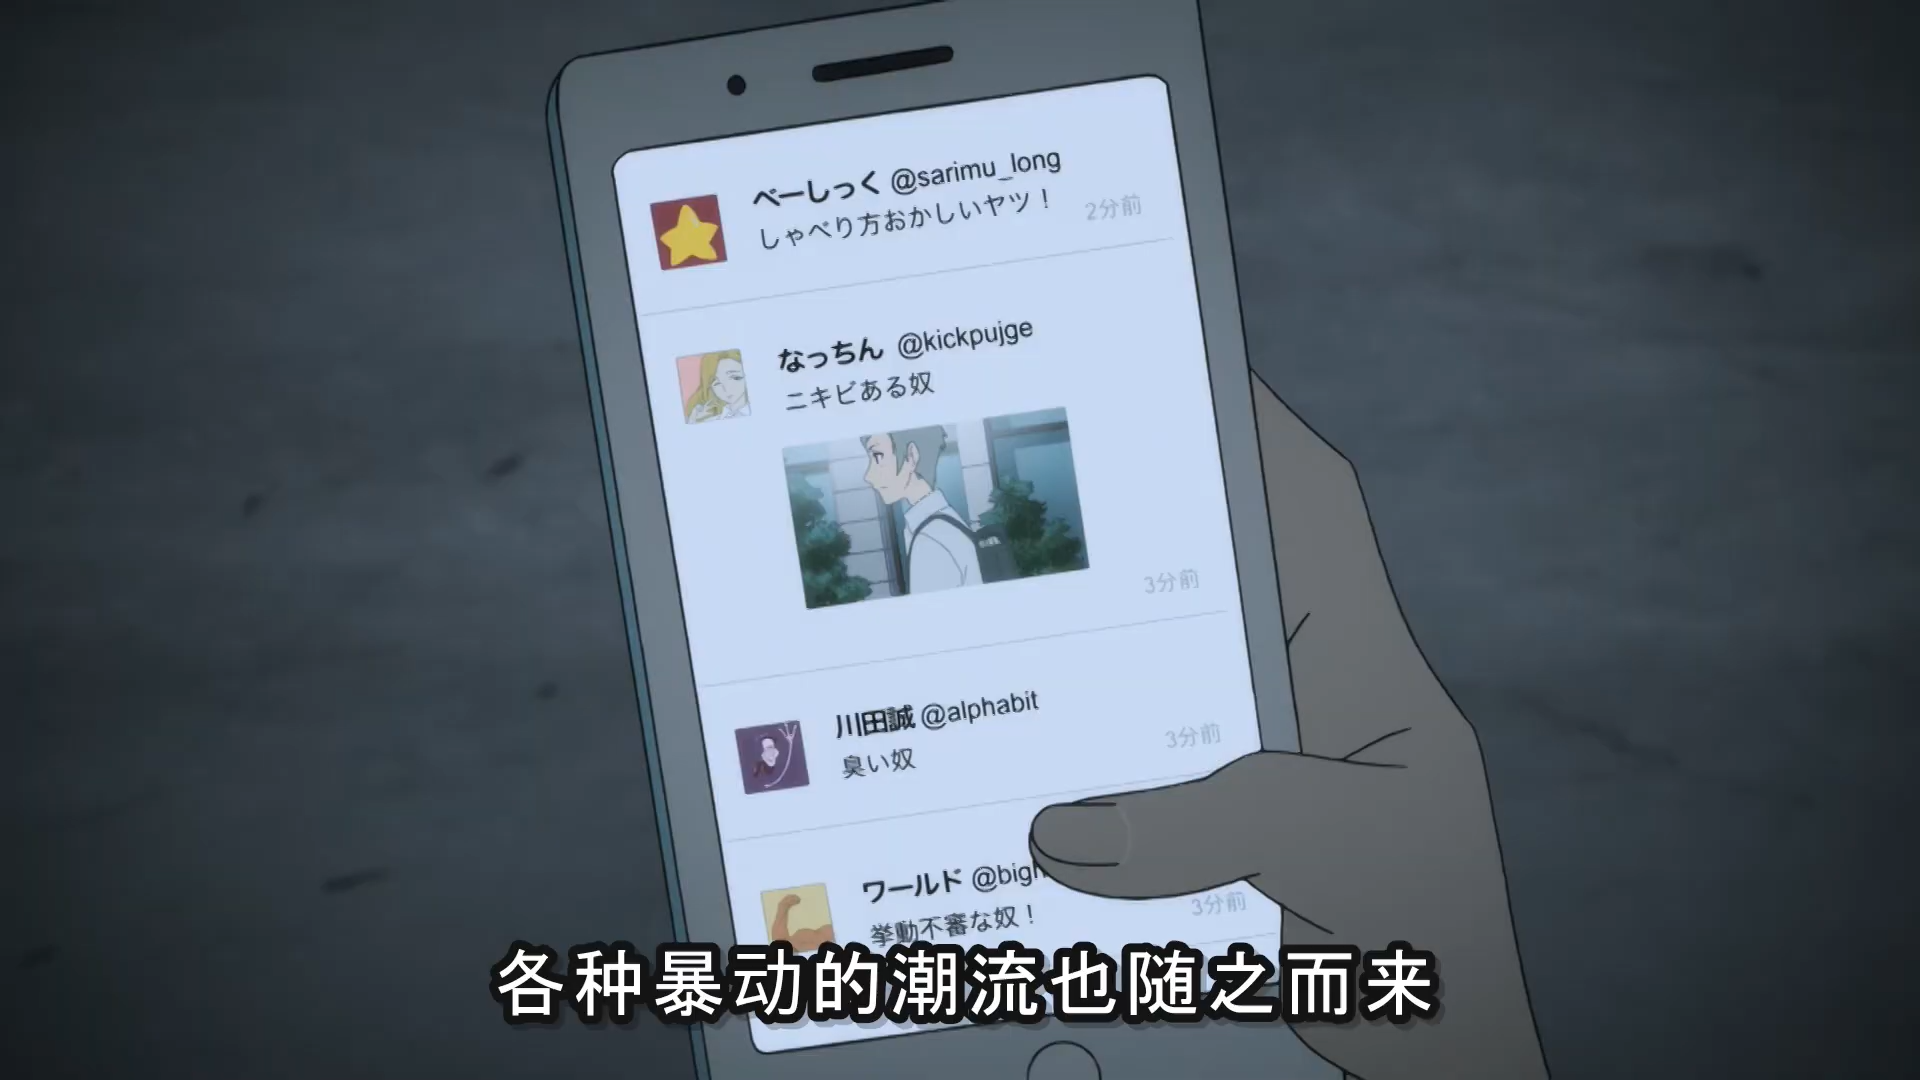 べーしっく @sarimu_long
しゃべり方おかしいヤツ！
2分前
なっちん @kickpujge
ニキビある奴
3分前
川田誠 @alphabit
臭い奴
3分前
ワールド @bigh
挙動不審な奴！
3分前
各种暴动的潮流也随之而来